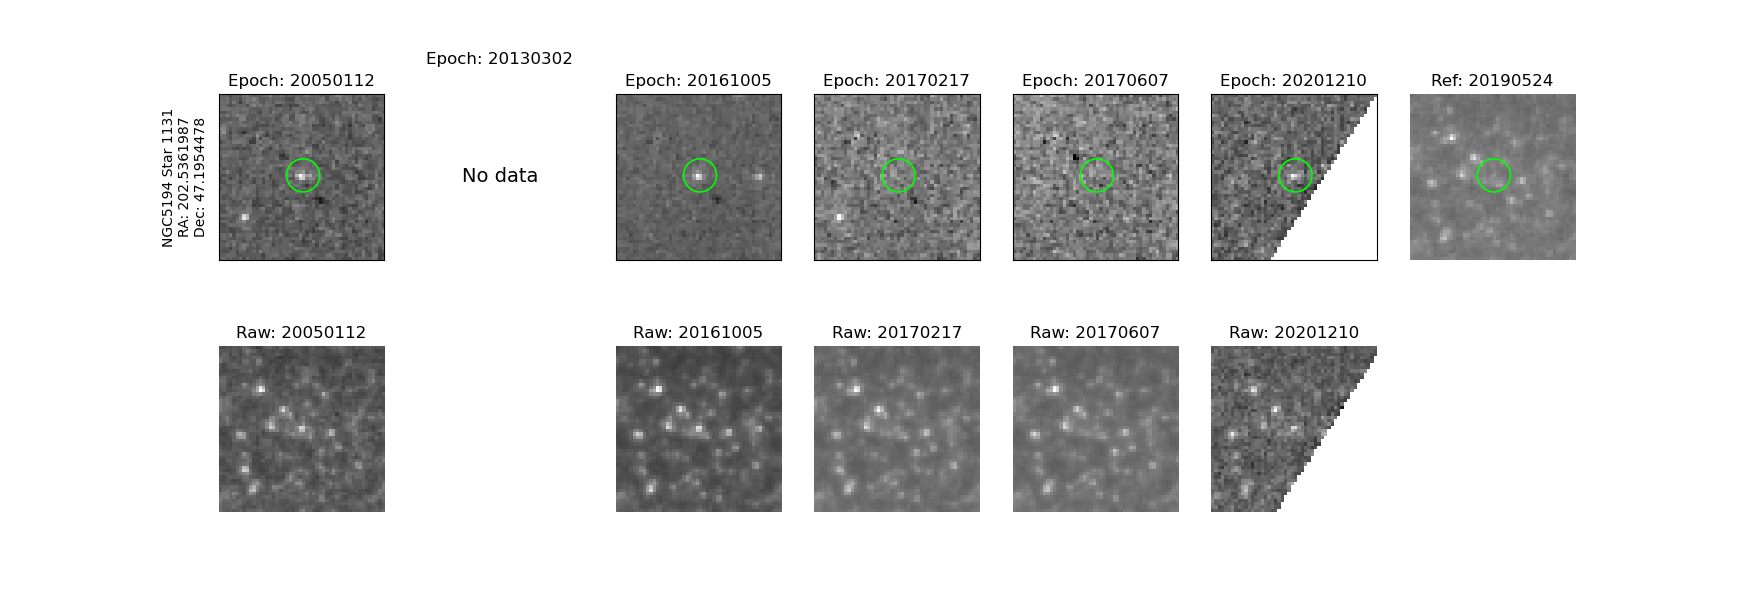 Epoch: 20130302
Epoch: 20050112
Epoch: 20161005
Epoch: 20170217
Epoch: 20170607
Epoch: 20201210
Ref: 20190524
NGC5194 Star 1131
RA: 202.5361987
Dec: 47.1954478
No data
Raw: 20050112
Raw: 20161005
Raw: 20170217
Raw: 20170607
Raw: 20201210